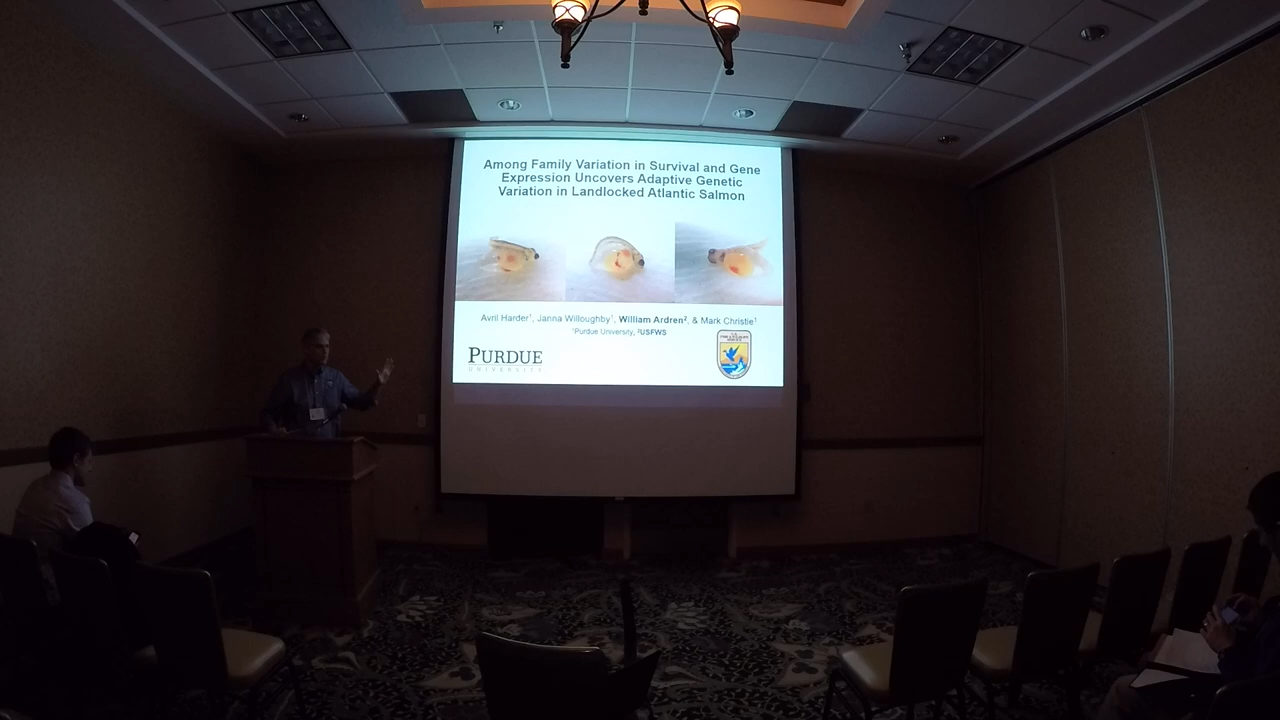 Among Family Variation in Survival and Gene
Expression Uncovers Adaptive Genetic
Variation in Landlocked Atlantic Salmon
Avril Harder¹, Janna Willoughby¹, William Ardren², & Mark Christie¹
¹Purdue University, ²USFWS
PURDUE
UNIVERSITY